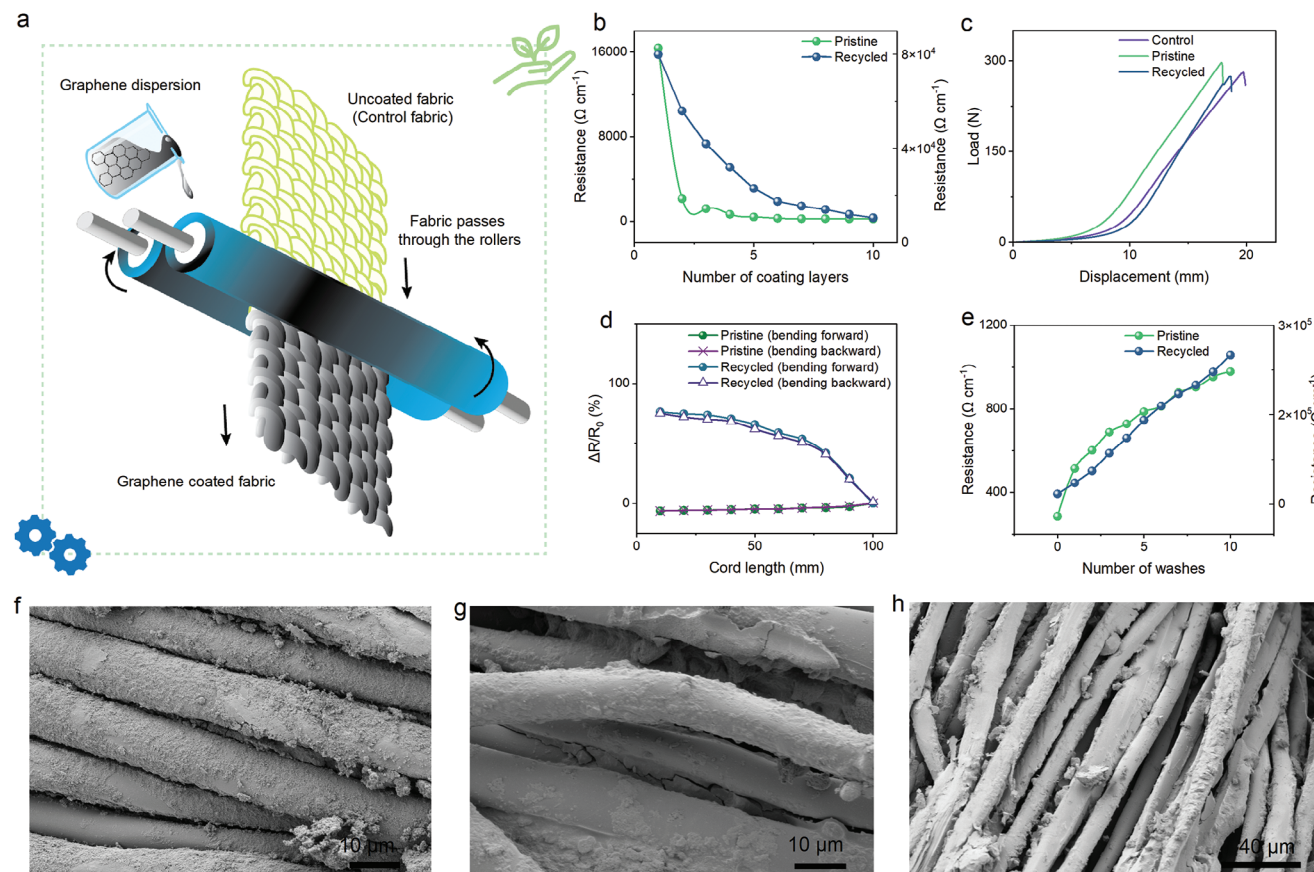 a
Graphene dispersion
Uncoated fabric
(Control fabric)
Fabric passes
through the rollers
Graphene coated fabric
b
Pristine
Recycled
16000
8000
0
8×10⁴
4×10⁴
0
Resistance (Ω cm⁻¹)
Resistance (Ω cm⁻¹)
0
5
10
Number of coating layers
c
Control
Pristine
Recycled
300
150
0
Load (N)
0
10
20
Displacement (mm)
d
Pristine (bending forward)
Pristine (bending backward)
Recycled (bending forward)
Recycled (bending backward)
100
0
ΔR/R₀ (%)
0
50
100
Cord length (mm)
e
Pristine
Recycled
1200
800
400
3×10⁵
2×10⁵
0
Resistance (Ω cm⁻¹)
0
5
10
Number of washes
f
10 µm
g
10 µm
h
40 µm